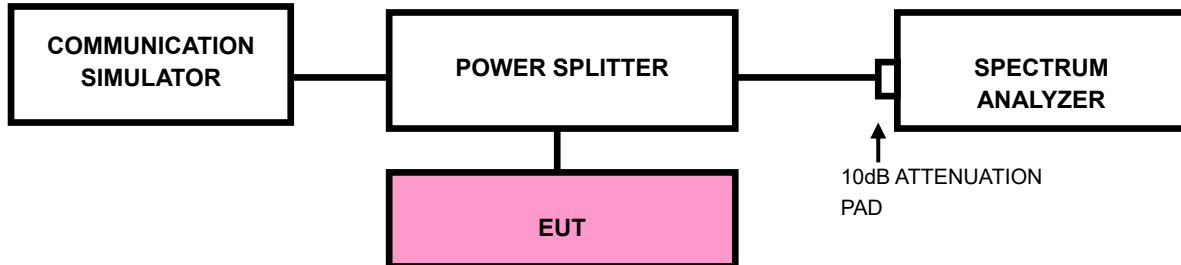 COMMUNICATION
SIMULATOR
POWER SPLITTER
SPECTRUM
ANALYZER
10dB ATTENUATION
PAD
EUT